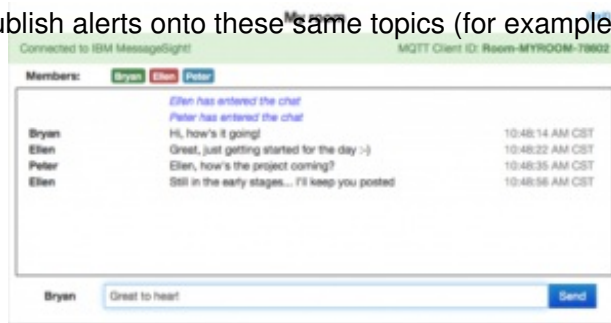 ublish alerts onto these same topics (for example
My room
Connected to IBM MessageSight! MQTT Client ID: Room-MYROOM-78602
Members: Bryan Ellen Peter
Ellen has entered the chat
Peter has entered the chat
Bryan Hi, how's it going! 10:48:14 AM CST
Ellen Great, just getting started for the day :-) 10:48:22 AM CST
Peter Ellen, how's the project coming? 10:48:35 AM CST
Ellen Still in the early stages... I'll keep you posted 10:48:56 AM CST
Bryan Great to hear! Send